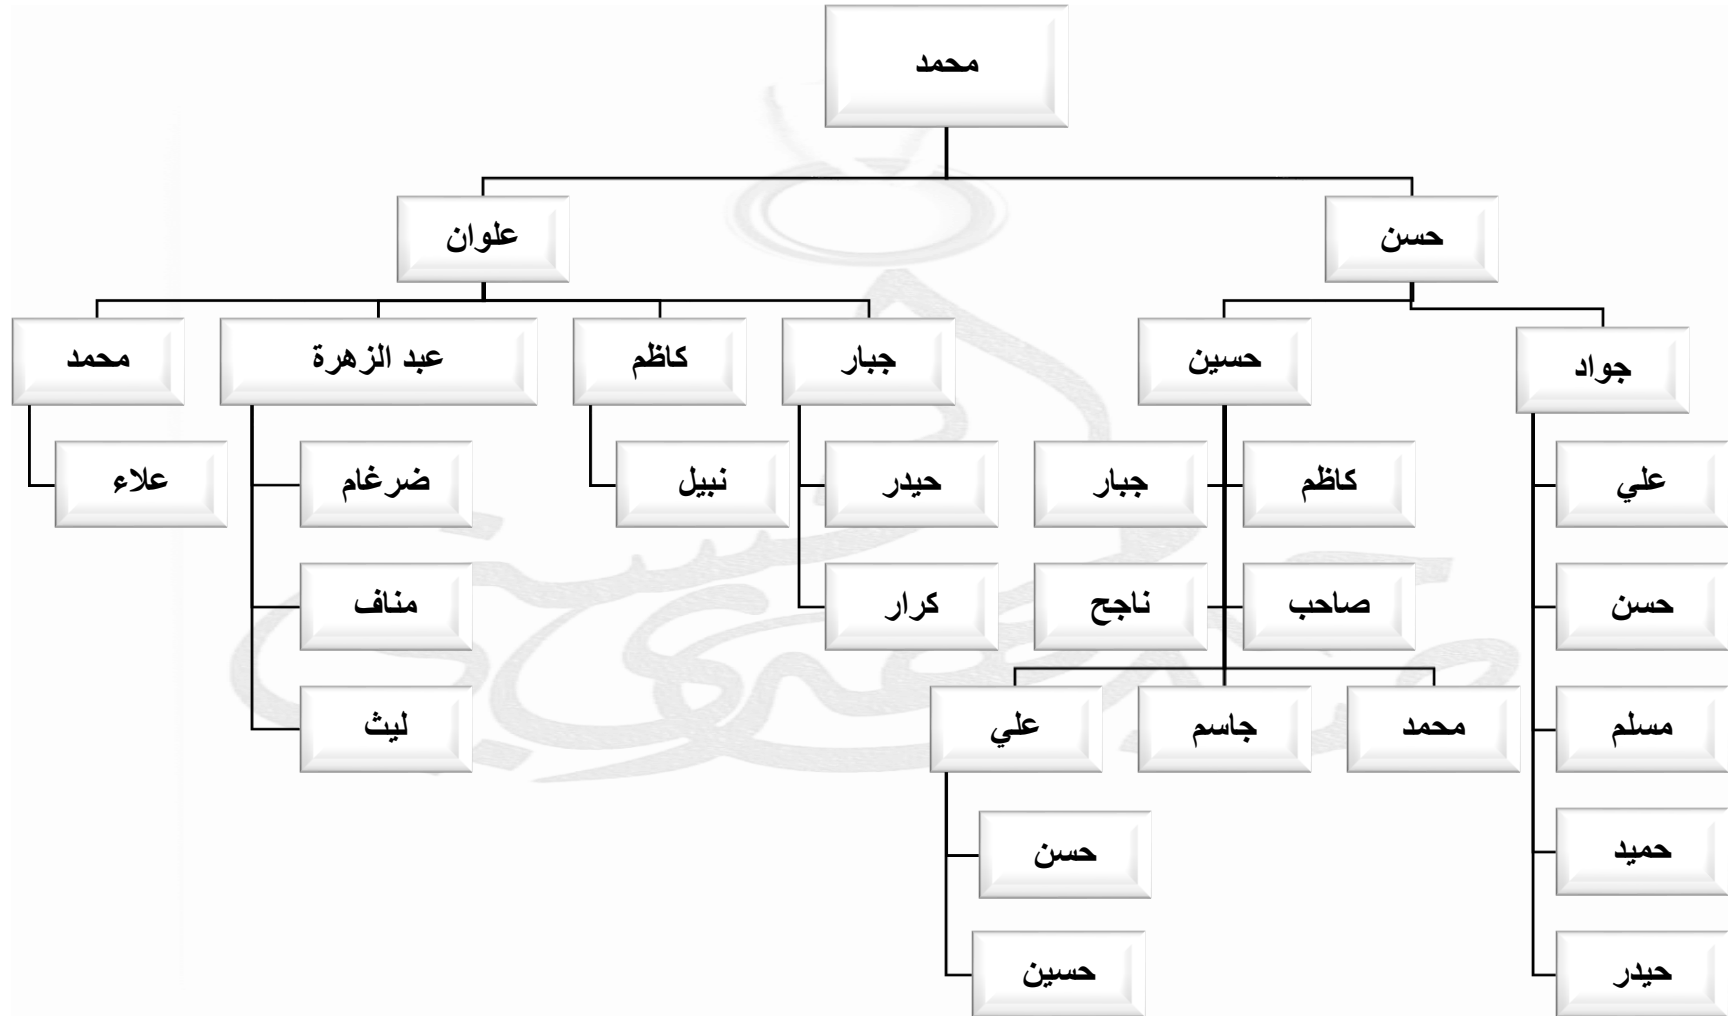 محمد
حسن
علوان
جواد
حسين
جبار
كاظم
عبد الزهرة
محمد
علي
كاظم
جبار
حيدر
نبيل
ضرغام
علاء
حسن
صاحب
ناجح
كرار
مناف
مسلم
محمد
جاسم
علي
ليث
حميد
حسن
حيدر
حسين